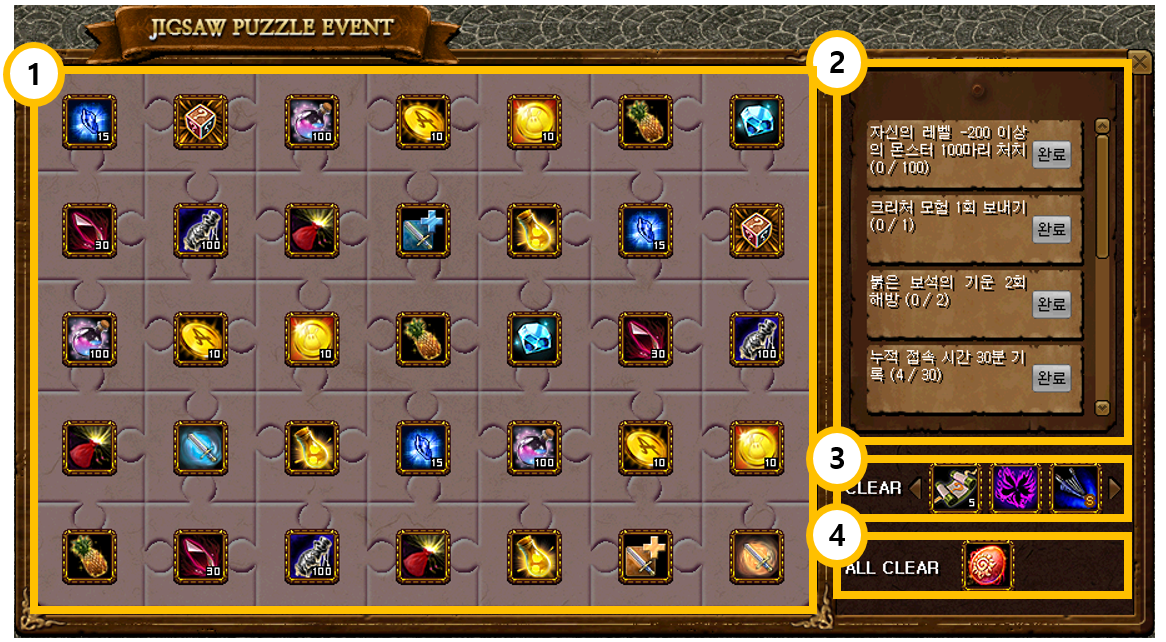 JIGSAW PUZZLE EVENT
1
2
자신의 레벨 -200 이상
의 몬스터 100마리 처치
(0 / 100)
완료
크리처 모험 1회 보내기
(0 / 1)
완료
붉은 보석의 기운 2회
해방 (0 / 2)
완료
누적 접속 시간 30분 기
록 (4 / 30)
완료
15
100
10
10
30
100
15
100
10
10
30
100
15
100
10
10
30
100
3
CLEAR
5
S
4
ALL CLEAR